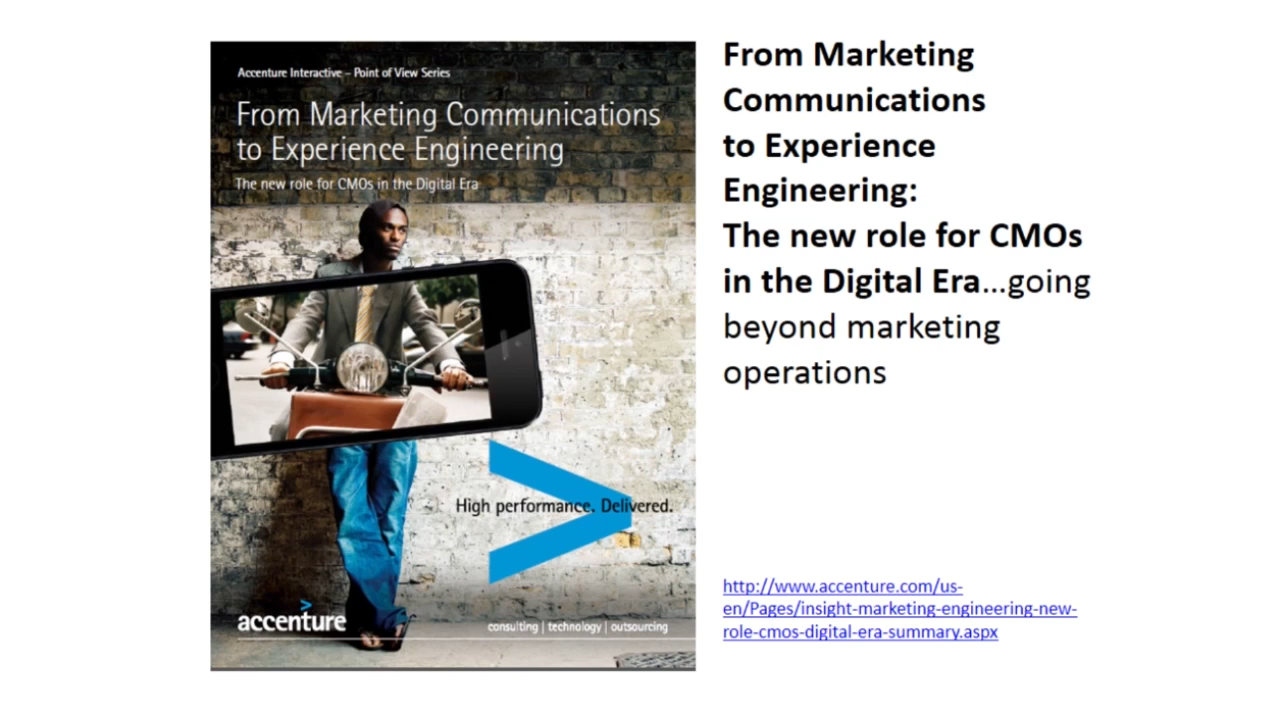 Accenture Interactive – Point of View Series
From Marketing Communications
to Experience Engineering
The new role for CMOs in the Digital Era
High performance. Delivered.
accenture
consulting | technology | outsourcing
From Marketing
Communications
to Experience
Engineering:
The new role for CMOs
in the Digital Era...going
beyond marketing
operations
http://www.accenture.com/us-
en/Pages/insight-marketing-engineering-new-
role-cmos-digital-era-summary.aspx